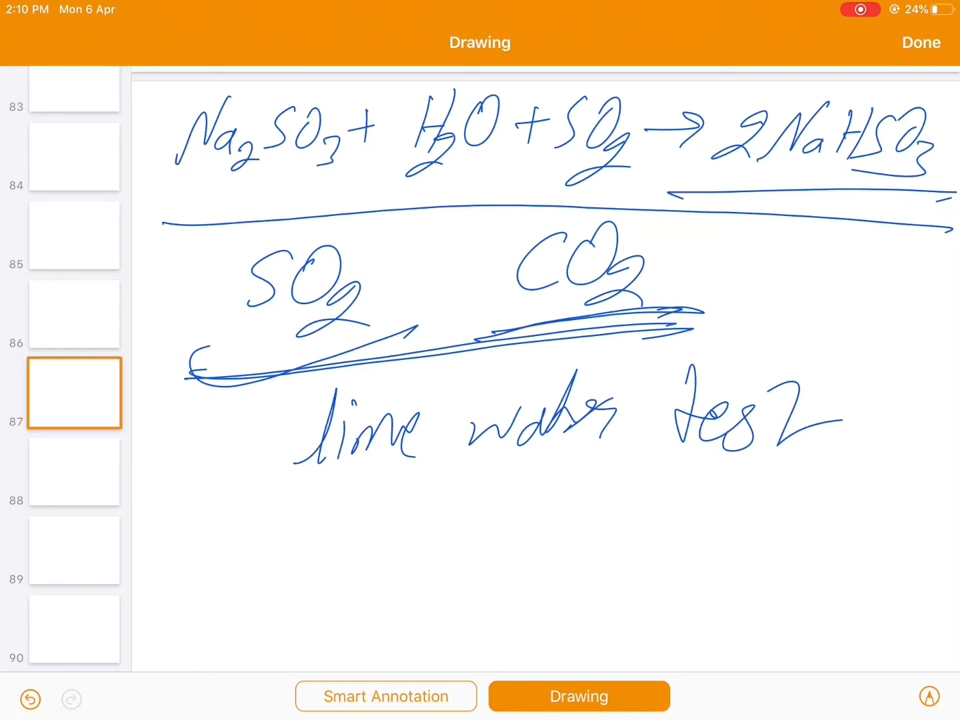 2:10 PM Mon 6 Apr 24%
Drawing Done
83
Na₂SO₃ + H₂O + SO₂ → 2NaHSO₃
84
85
SO₂ CO₂
86
87
lime water test
88
89
90
Smart Annotation Drawing